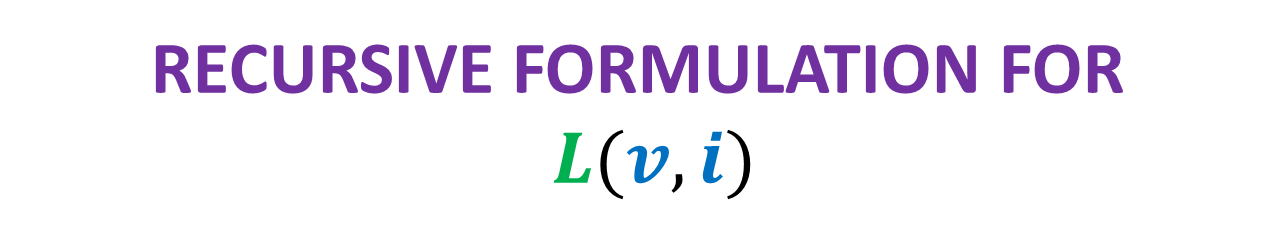 RECURSIVE FORMULATION FOR
L(v, i)